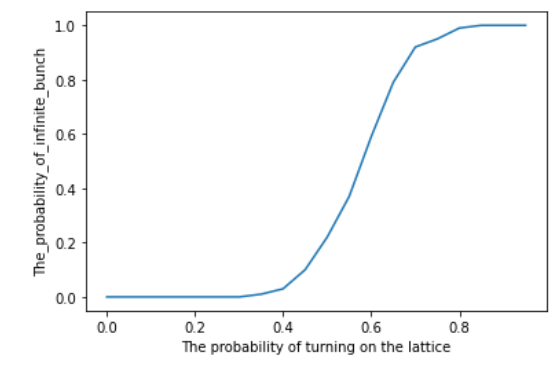 The_probability_of_infinite_bunch
1.0
0.8
0.6
0.4
0.2
0.0
0.0 0.2 0.4 0.6 0.8
The probability of turning on the lattice